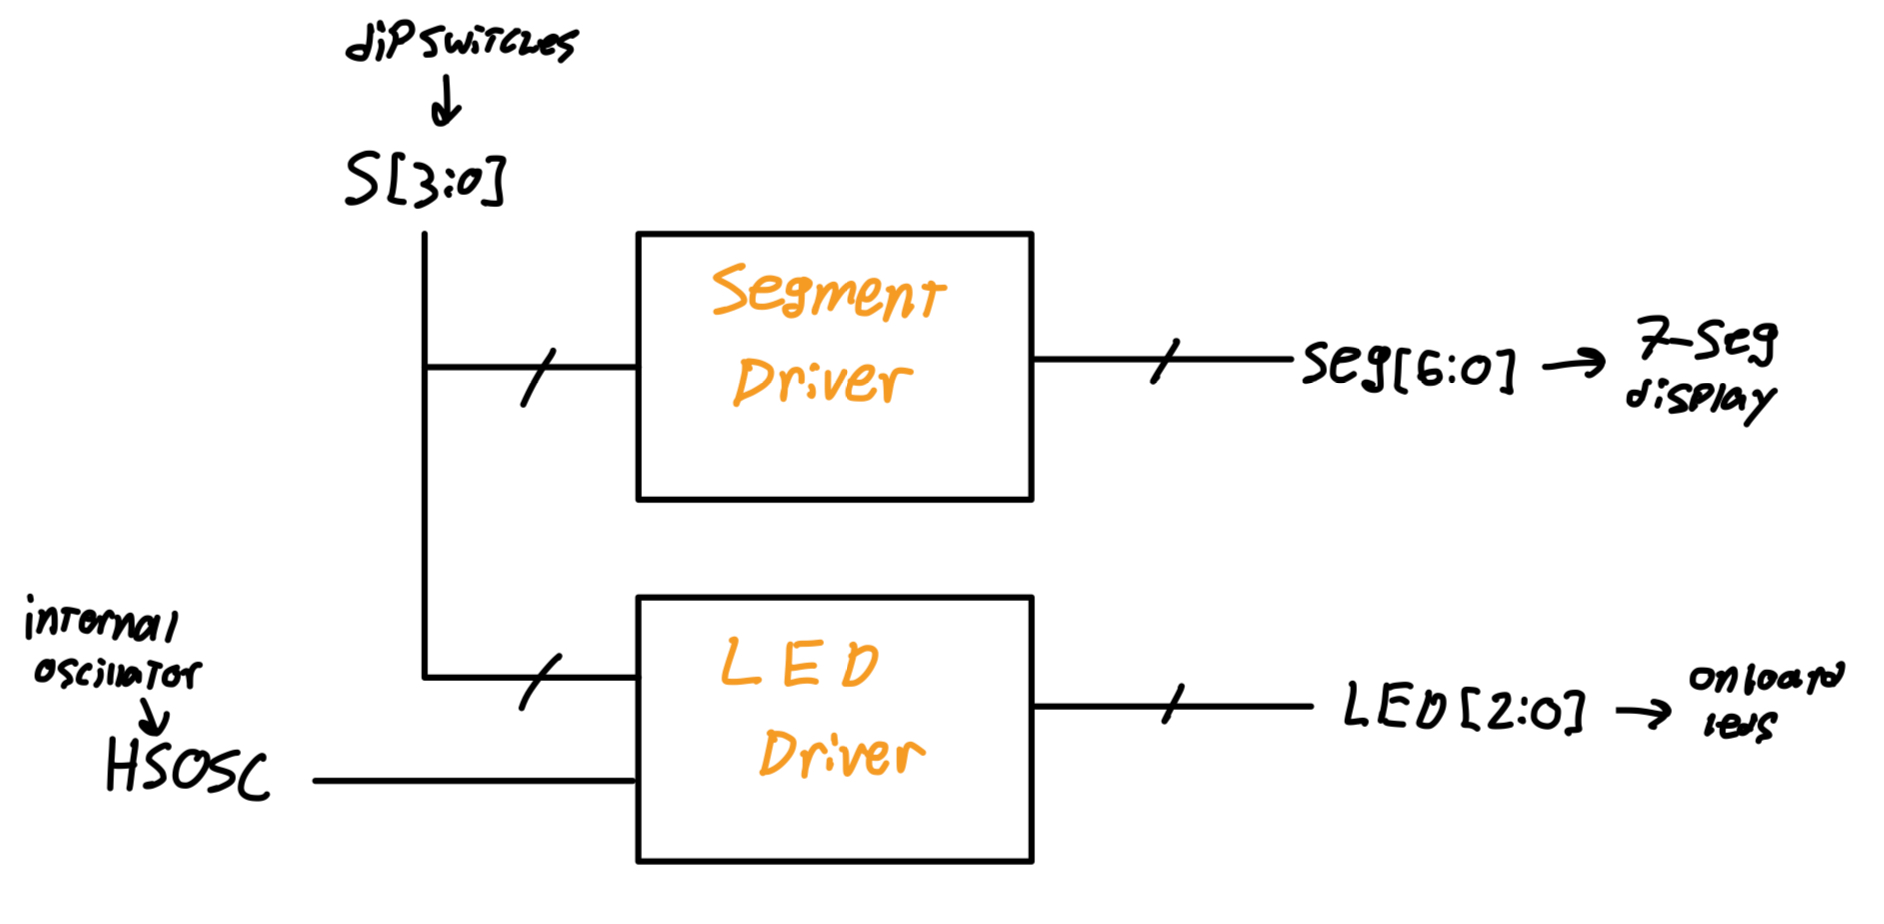 dip switches
S[3:0]
Segment
Driver
Seg[6:0]
7-Seg
display
internal
oscillator
HSOSC
LED
Driver
LED[2:0]
onboard
leds